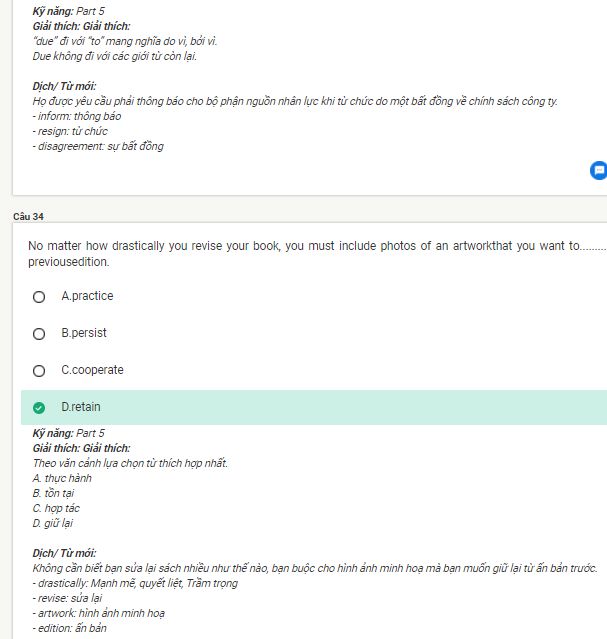 Kỹ năng: Part 5
Giải thích: Giải thích:
"due" đi với "to" mang nghĩa do vì, bởi vì.
Due không đi với các giới từ còn lại.
Dịch/ Từ mới:
Họ được yêu cầu phải thông báo cho bộ phận nguồn nhân lực khi từ chức do một bất đồng về chính sách công ty.
- inform: thông báo
- resign: từ chức
- disagreement: sự bất đồng
Câu 34
No matter how drastically you revise your book, you must include photos of an artworkthat you want to.........
previousedition.
A.practice
B.persist
C.cooperate
D.retain
Kỹ năng: Part 5
Giải thích: Giải thích:
Theo văn cảnh lựa chọn từ thích hợp nhất.
A. thực hành
B. tồn tại
C. hợp tác
D. giữ lại
Dịch/ Từ mới:
Không cần biết bạn sửa lại sách nhiều như thế nào, bạn buộc cho hình ảnh minh hoạ mà bạn muốn giữ lại từ ấn bản trước.
- drastically: Mạnh mẽ, quyết liệt, Trầm trọng
- revise: sửa lại
- artwork: hình ảnh minh hoạ
- edition: ấn bản